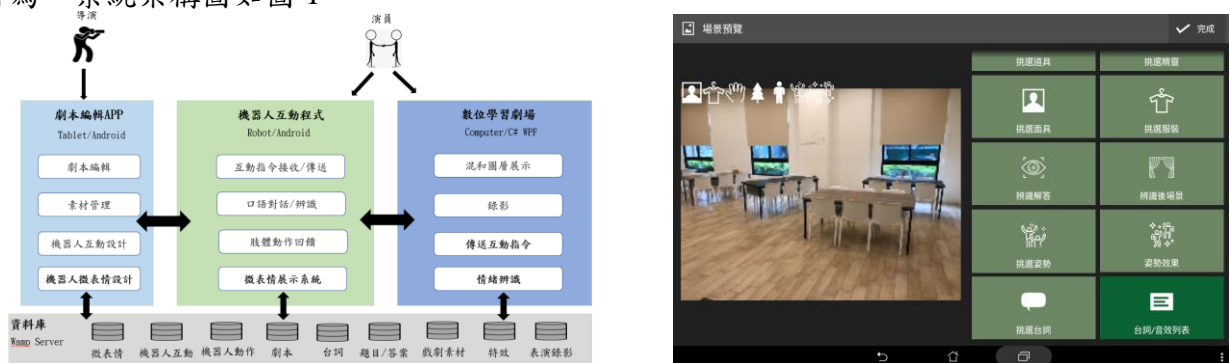 系統架構圖如圖 1
導演
演員
劇本編輯APP
Tablet/Android
劇本編輯
素材管理
機器人互動設計
機器人微表情設計
機器人互動程式
Robot/Android
互動指令接收/傳送
口語對話/辨識
肢體動作回饋
微表情展示系統
數位學習劇場
Computer/C# WPF
混和圖層展示
錄影
傳送互動指令
情緒辨識
資料庫
Wamp Server
微表情 機器人互動 機器人動作 劇本 台詞 題目/答案 戲劇素材 特效 表演錄影
場景預覽
完成
挑選道具 挑選精靈
挑選面具 挑選服裝
辨識解答 辨識後場景
挑選姿勢 姿勢效果
挑選台詞 台詞/音效列表